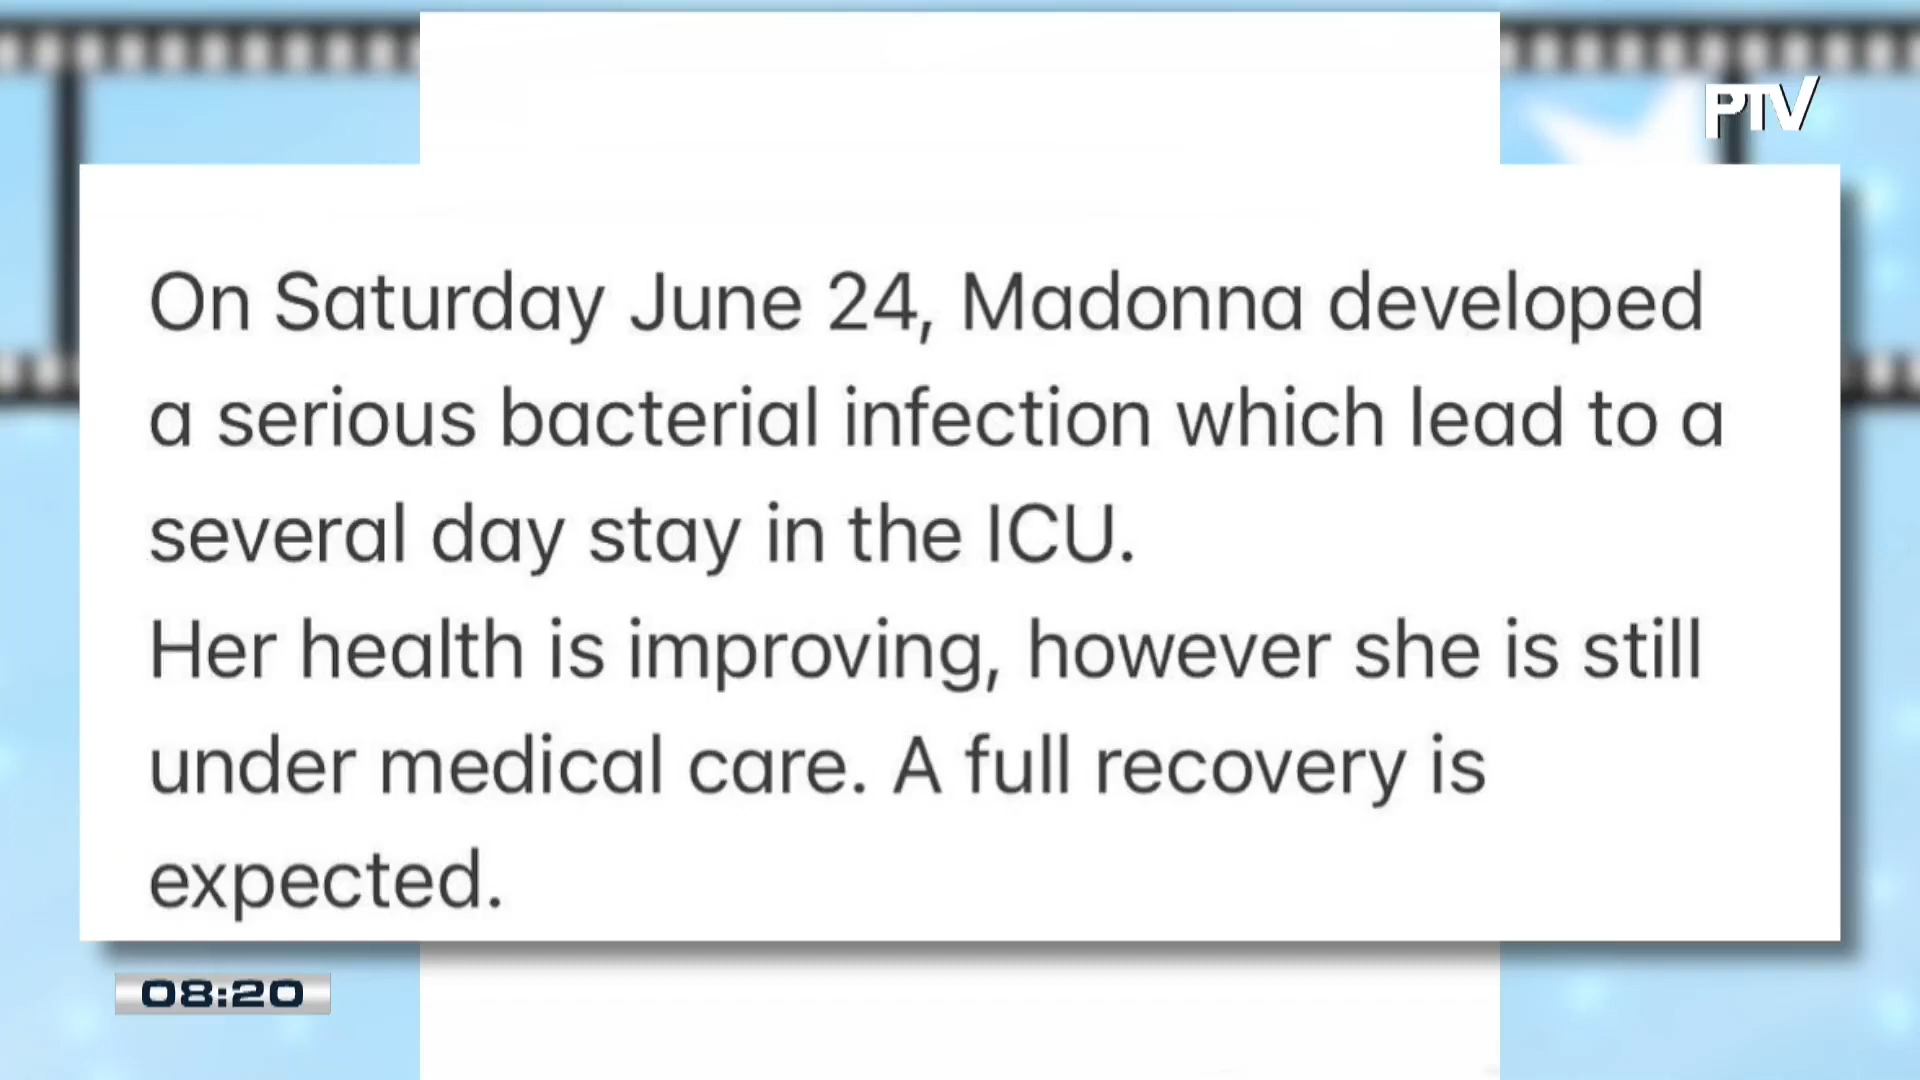 PTV
On Saturday June 24, Madonna developed
a serious bacterial infection which lead to a
several day stay in the ICU.
Her health is improving, however she is still
under medical care. A full recovery is
expected.
08:20